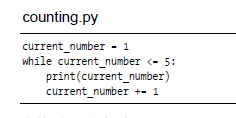 counting.py
current_number = 1
while current_number <= 5:
    print(current_number)
    current_number += 1